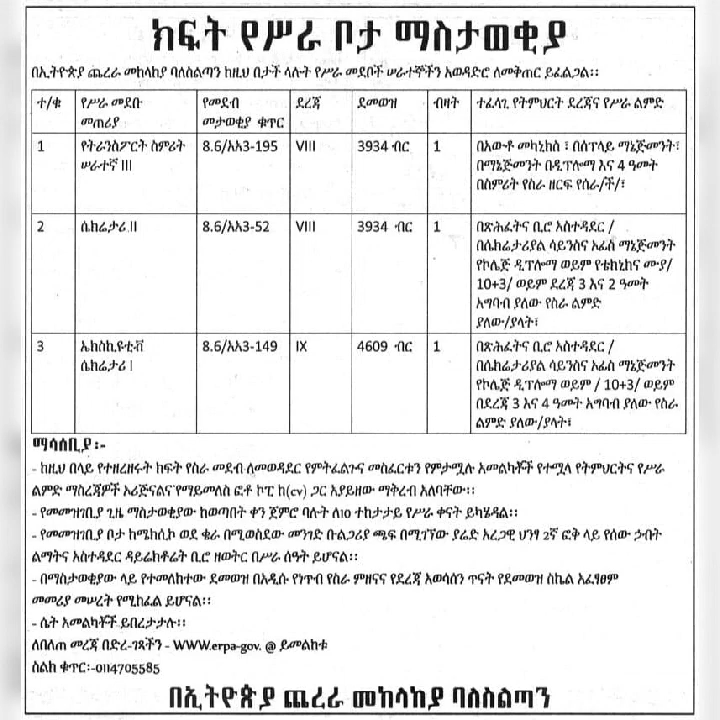 ክፍት የሥራ ቦታ ማስታወቂያ
በኢትዮጵያ ጨረራ መከላከያ ባለስልጣን ከዚህ በታች ላሉት የሥራ መደቦች ሠራተኞችን አወዳድሮ ለመቅጠር ይፈልጋል፡፡
ተ/ቁ የሥራ መደቡ መጠሪያ የመደብ መታወቂያ ቁጥር ደረጃ ደመወዝ ብዛት ተፈላጊ የትምህርት ደረጃና የሥራ ልምድ
1 የትራንስፖርት ስምሪት ሠራተኛ III 8.6/አአ3-195 VIII 3934 ብር 1 በአውቶ መካኒክስ ፤ በሰፕላይ ማኔጅመንት፤
በማኔጅመንት በዲፕሎማ እና 4 ዓመት
በስምሪት የስራ ዘርፍ የሰራ/ች/፤
2 ሴክሬታሪ II 8.6/አአ3-52 VIII 3934 ብር 1 በጽሕፈትና ቢሮ አስተዳደር /
በሴክሬታሪያል ሳይንስና ኦፊስ ማኔጅመንት
የኮሌጅ ዲፕሎማ ወይም የቴክኒክና ሙያ/
10+3/ ወይም ደረጃ 3 እና 2 ዓመት
አግባብ ያለው የስራ ልምድ
ያለው/ያላት፤
3 ኤክስኪዩቲቭ ሴክሬታሪ I 8.6/አአ3-149 IX 4609 ብር 1 በጽሕፈትና ቢሮ አስተዳደር /
በሴክሬታሪያል ሳይንስና ኦፊስ ማኔጅመንት
የኮሌጅ ዲፕሎማ ወይም / 10+3/ ወይም
በደረጃ 3 እና 4 ዓመት አግባብ ያለው የስራ
ልምድ ያለው/ያላት፤
ማሳሰቢያ፡-
- ከዚህ በላይ የተዘረዘሩት ክፍት የስራ መደብ ለመወዳደር የምትፈልጉና መስፈርቱን የምታሟሉ አመልካቾች የተሟላ የትምህርትና የሥራ
ልምድ ማስረጃዎች ኦሪጅናልና የማይመለስ ፎቶ ኮፒ ከ(cv) ጋር እያይዘው ማቅረብ አለባቸው፡፡
- የመመዝገቢያ ጊዜ ማስታወቂያው ከወጣበት ቀን ጀምሮ ባሉት ለ10 ተከታታይ የሥራ ቀናት ይካሄዳል፡፡
- የመመዝገቢያ ቦታ ከሜክሲኮ ወደ ቄራ በሚወስደው መንገድ ቡልጋሪያ ጫፍ በሚገኘው ያሬድ አረጋዊ ህንፃ 2ኛ ፎቅ ላይ የሰው ኃብት
ልማትና አስተዳደር ዳይሬክቶሬት ቢሮ ዘወትር በሥራ ሰዓት ይሆናል፡፡
- በማስታወቂያው ላይ የተመለከተው ደመወዝ በአዲሱ የነጥብ የስራ ምዘናና የደረጃ አወሳሰን ጥናት የደመወዝ ስኬል አፈፃፀም
መመሪያ መሠረት የሚከፈል ይሆናል፡፡
- ሴት አመልካቾች ይበረታታሉ፡፡
ለበለጠ መረጃ በድረ-ገጻችን - WWW.erpa-gov. @ ይመልከቱ
ስልክ ቁጥር፡-0114705585
በኢትዮጵያ ጨረራ መከላከያ ባለስልጣን